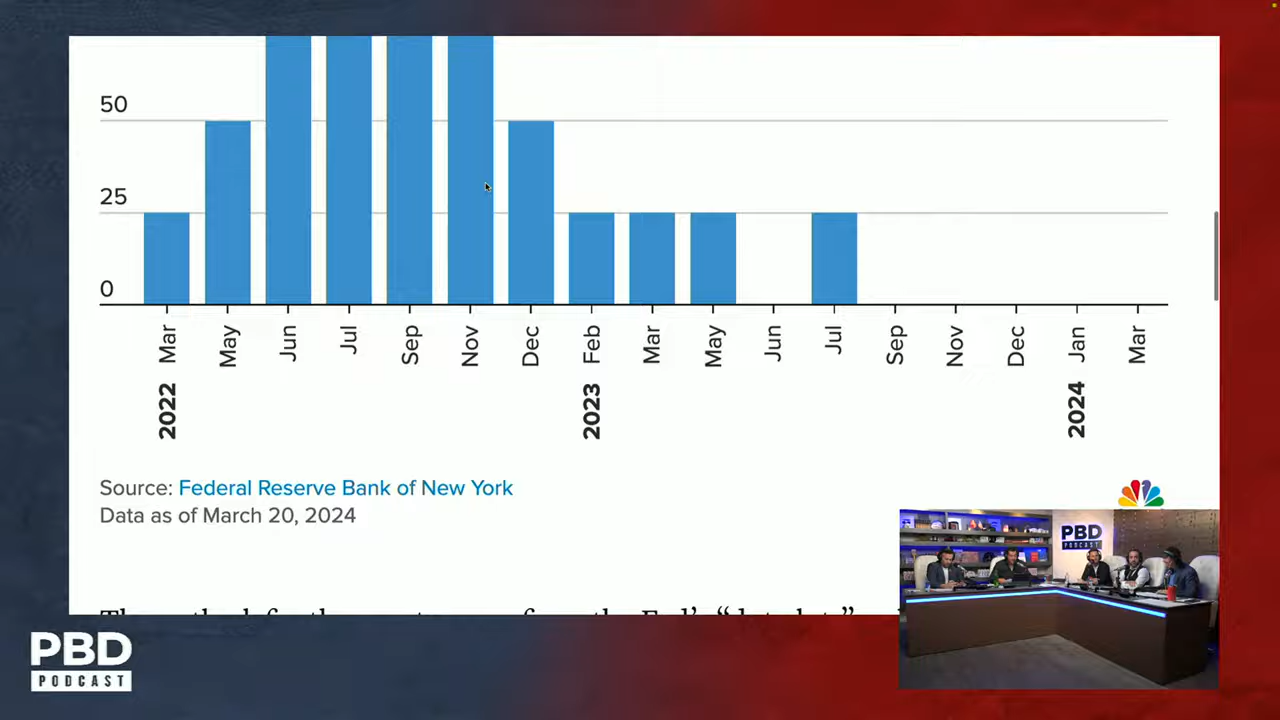 50
25
0
Mar
May
Jun
Jul
Sep
Nov
Dec
Feb
Mar
May
Jun
Jul
Sep
Nov
Dec
Jan
Mar
2022
2023
2024
Source: Federal Reserve Bank of New York
Data as of March 20, 2024
PBD
PODCAST
PBD
PODCAST